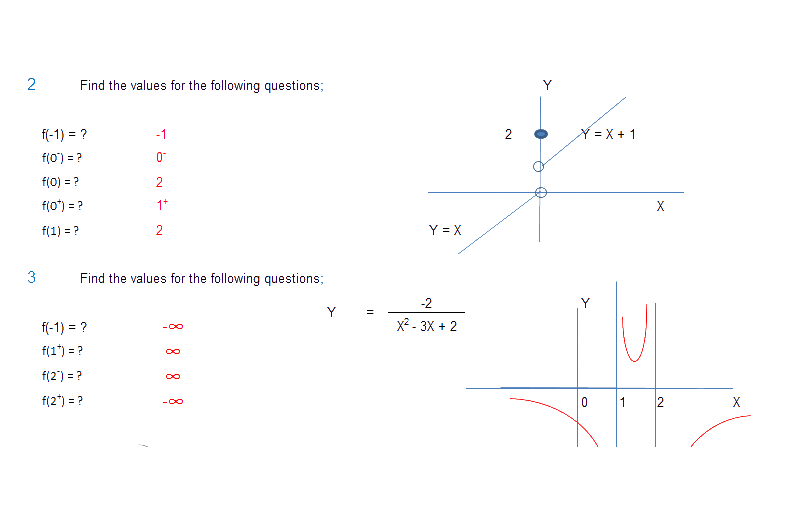 2 Find the values for the following questions;
f(-1) = ? -1
f(0⁻) = ? 0⁻
f(0) = ? 2
f(0⁺) = ? 1⁺
f(1) = ? 2
Y
2
Y = X + 1
X
Y = X
3 Find the values for the following questions;
Y = -2
X² - 3X + 2
f(-1) = ? -∞
f(1⁺) = ? ∞
f(2⁻) = ? ∞
f(2⁺) = ? -∞
Y
0 1 2 X